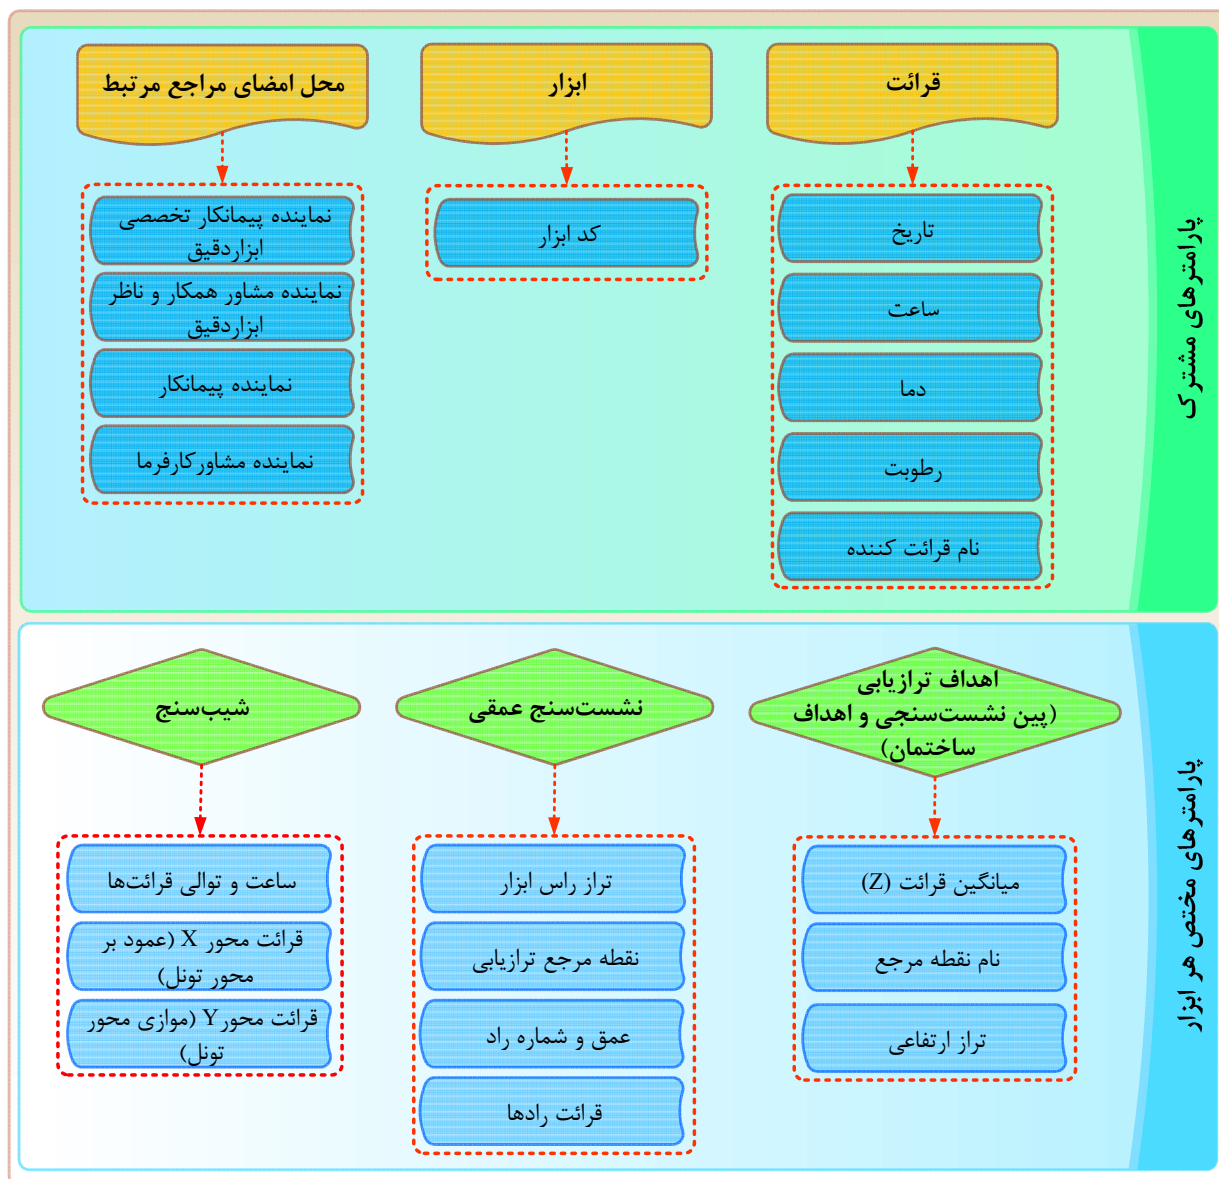 پارامترهای مشترک
قرائت
تاریخ
ساعت
دما
رطوبت
نام قرائت کننده
ابزار
کد ابزار
محل امضای مراجع مرتبط
نماینده پیمانکار تخصصی
ابزاردقیق
نماینده مشاور همکار و ناظر
ابزاردقیق
نماینده پیمانکار
نماینده مشاورکارفرما
پارامترهای مختص هر ابزار
اهداف ترازیابی
(پین نشست‌سنجی و اهداف
ساختمان)
میانگین قرائت (Z)
نام نقطه مرجع
تراز ارتفاعی
نشست‌سنج عمقی
تراز راس ابزار
نقطه مرجع ترازیابی
عمق و شماره راد
قرائت رادها
شیب‌سنج
ساعت و توالی قرائت‌ها
قرائت محور X (عمود بر
محور تونل)
قرائت محورY (موازی محور
تونل)